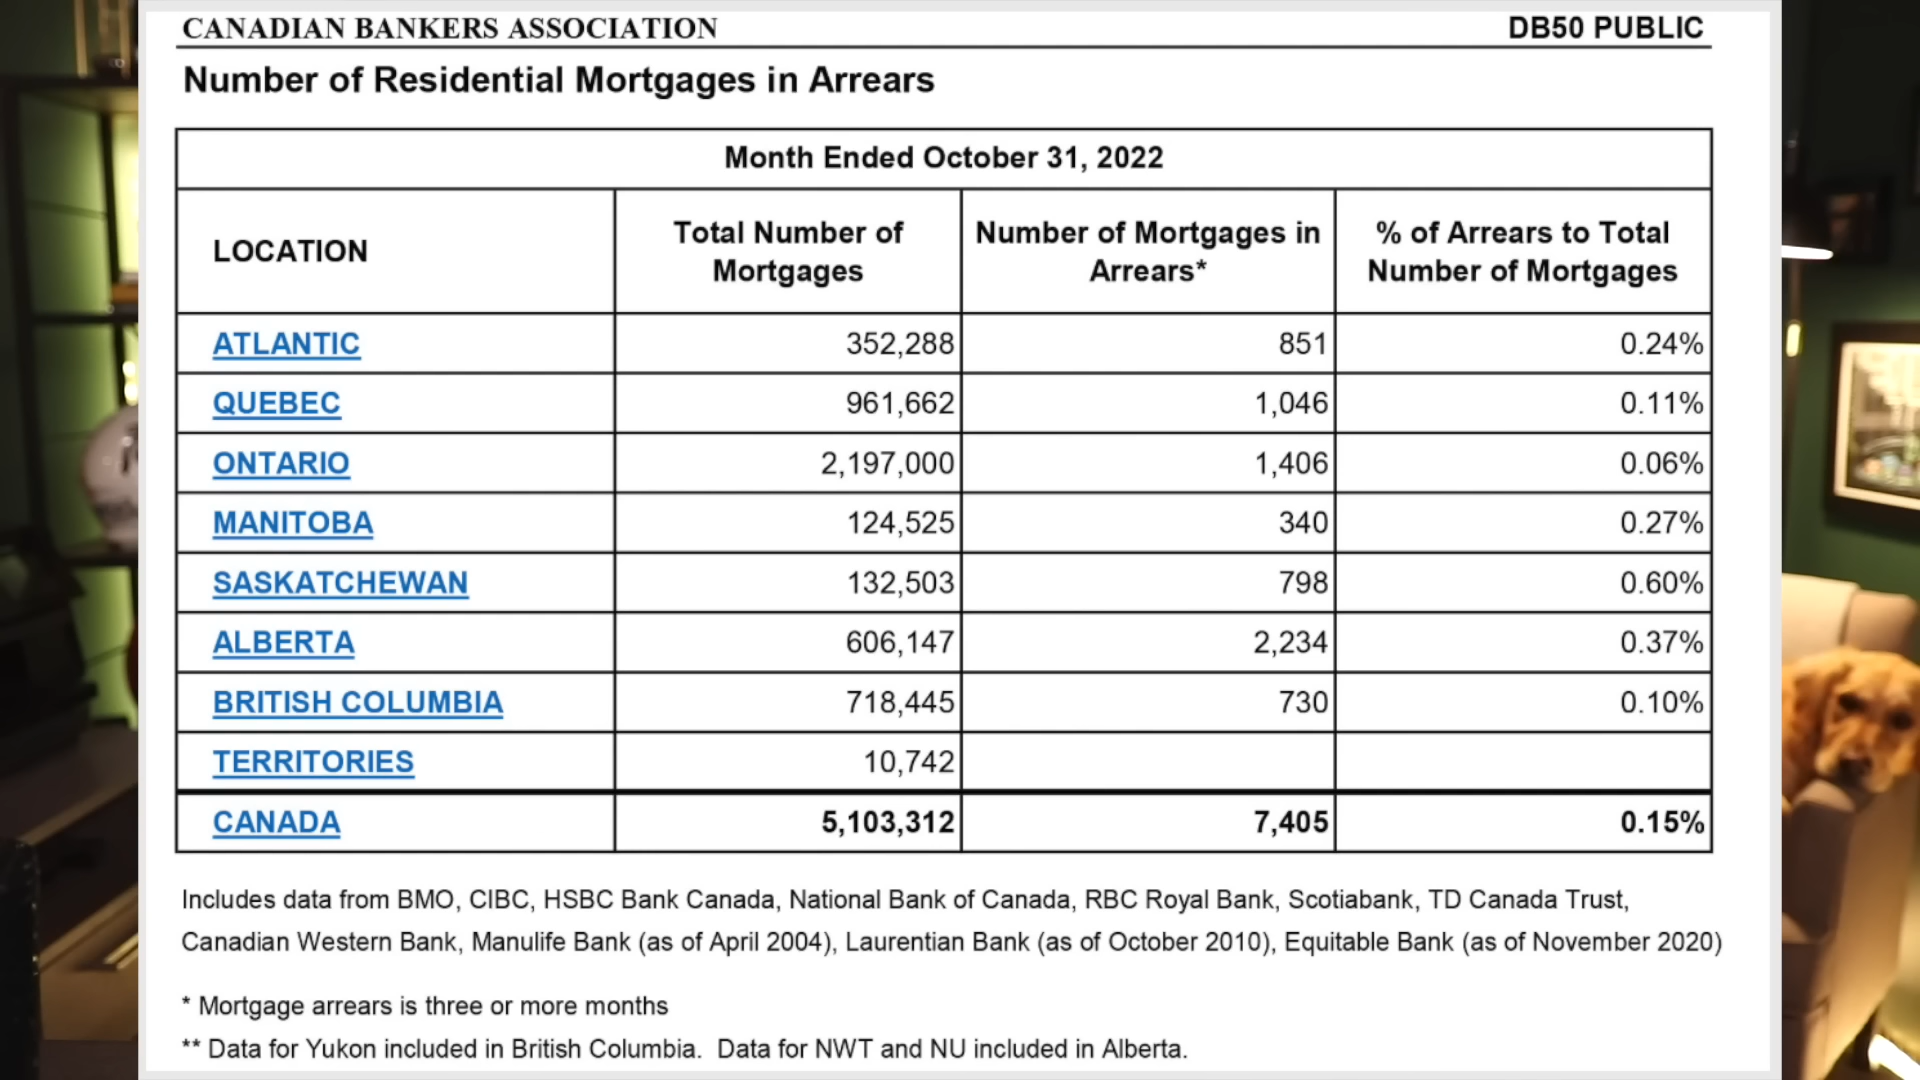 CANADIAN BANKERS ASSOCIATION DB50 PUBLIC
Number of Residential Mortgages in Arrears
Month Ended October 31, 2022
LOCATION Total Number of Mortgages Number of Mortgages in Arrears* % of Arrears to Total Number of Mortgages
ATLANTIC 352,288 851 0.24%
QUEBEC 961,662 1,046 0.11%
ONTARIO 2,197,000 1,406 0.06%
MANITOBA 124,525 340 0.27%
SASKATCHEWAN 132,503 798 0.60%
ALBERTA 606,147 2,234 0.37%
BRITISH COLUMBIA 718,445 730 0.10%
TERRITORIES 10,742
CANADA 5,103,312 7,405 0.15%
Includes data from BMO, CIBC, HSBC Bank Canada, National Bank of Canada, RBC Royal Bank, Scotiabank, TD Canada Trust,
Canadian Western Bank, Manulife Bank (as of April 2004), Laurentian Bank (as of October 2010), Equitable Bank (as of November 2020)
* Mortgage arrears is three or more months
** Data for Yukon included in British Columbia. Data for NWT and NU included in Alberta.